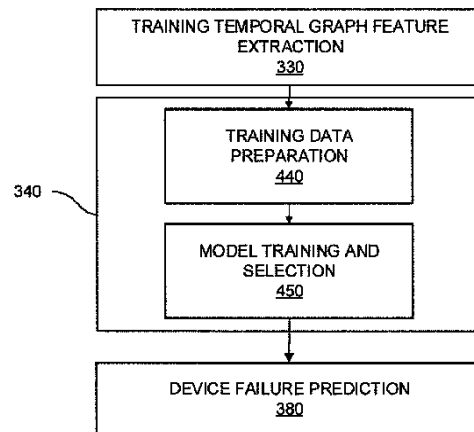 TRAINING TEMPORAL GRAPH FEATURE
EXTRACTION
330
TRAINING DATA
PREPARATION
440
340
MODEL TRAINING AND
SELECTION
450
DEVICE FAILURE PREDICTION
380